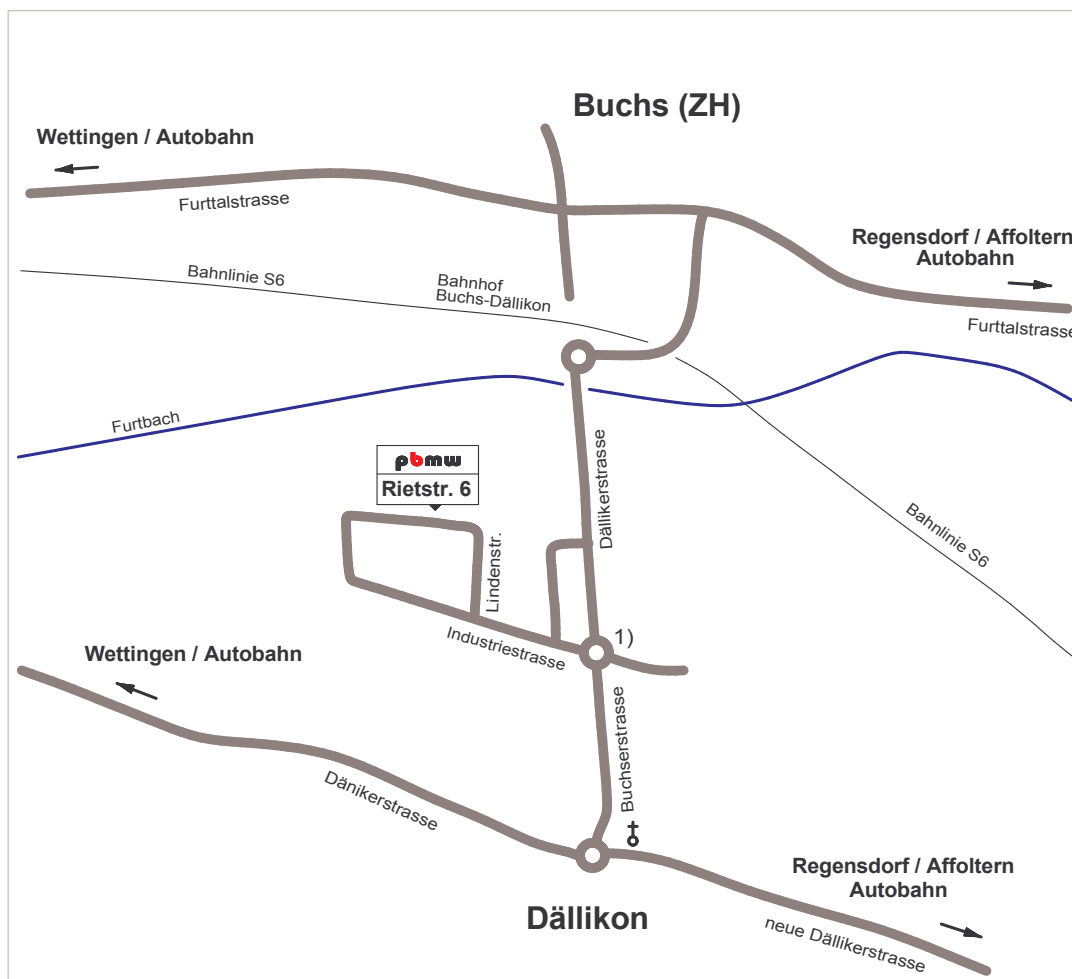 Buchs (ZH)
Wettingen / Autobahn
Furttalstrasse
Regensdorf / Affoltern
Autobahn
Bahnlinie S6
Bahnhof
Buchs-Dällikon
Furttalstrasse
Furtbach
pbmw
Rietstr. 6
Dällikerstrasse
Lindenstr.
Bahnlinie S6
1)
Industriestrasse
Wettingen / Autobahn
Buchserstrasse
Dänikerstrasse
Regensdorf / Affoltern
Autobahn
Dällikon
neue Dällikerstrasse